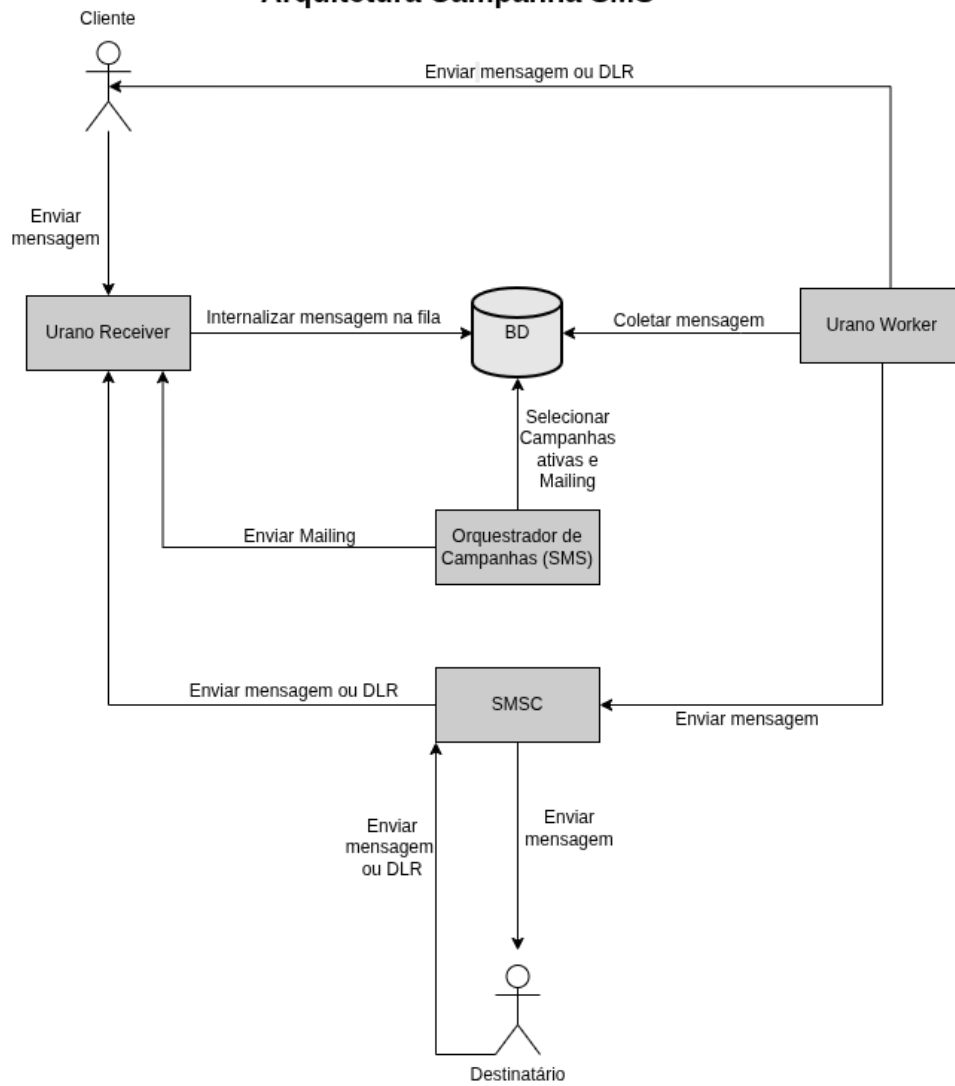 Arquitetura Campanha SMS
Cliente
Enviar mensagem ou DLR
Enviar
mensagem
Urano Receiver
Internalizar mensagem na fila
BD
Coletar mensagem
Urano Worker
Selecionar
Campanhas
ativas e
Mailing
Enviar Mailing
Orquestrador de
Campanhas (SMS)
Enviar mensagem ou DLR
SMSC
Enviar mensagem
Enviar
mensagem
ou DLR
Enviar
mensagem
Destinatário